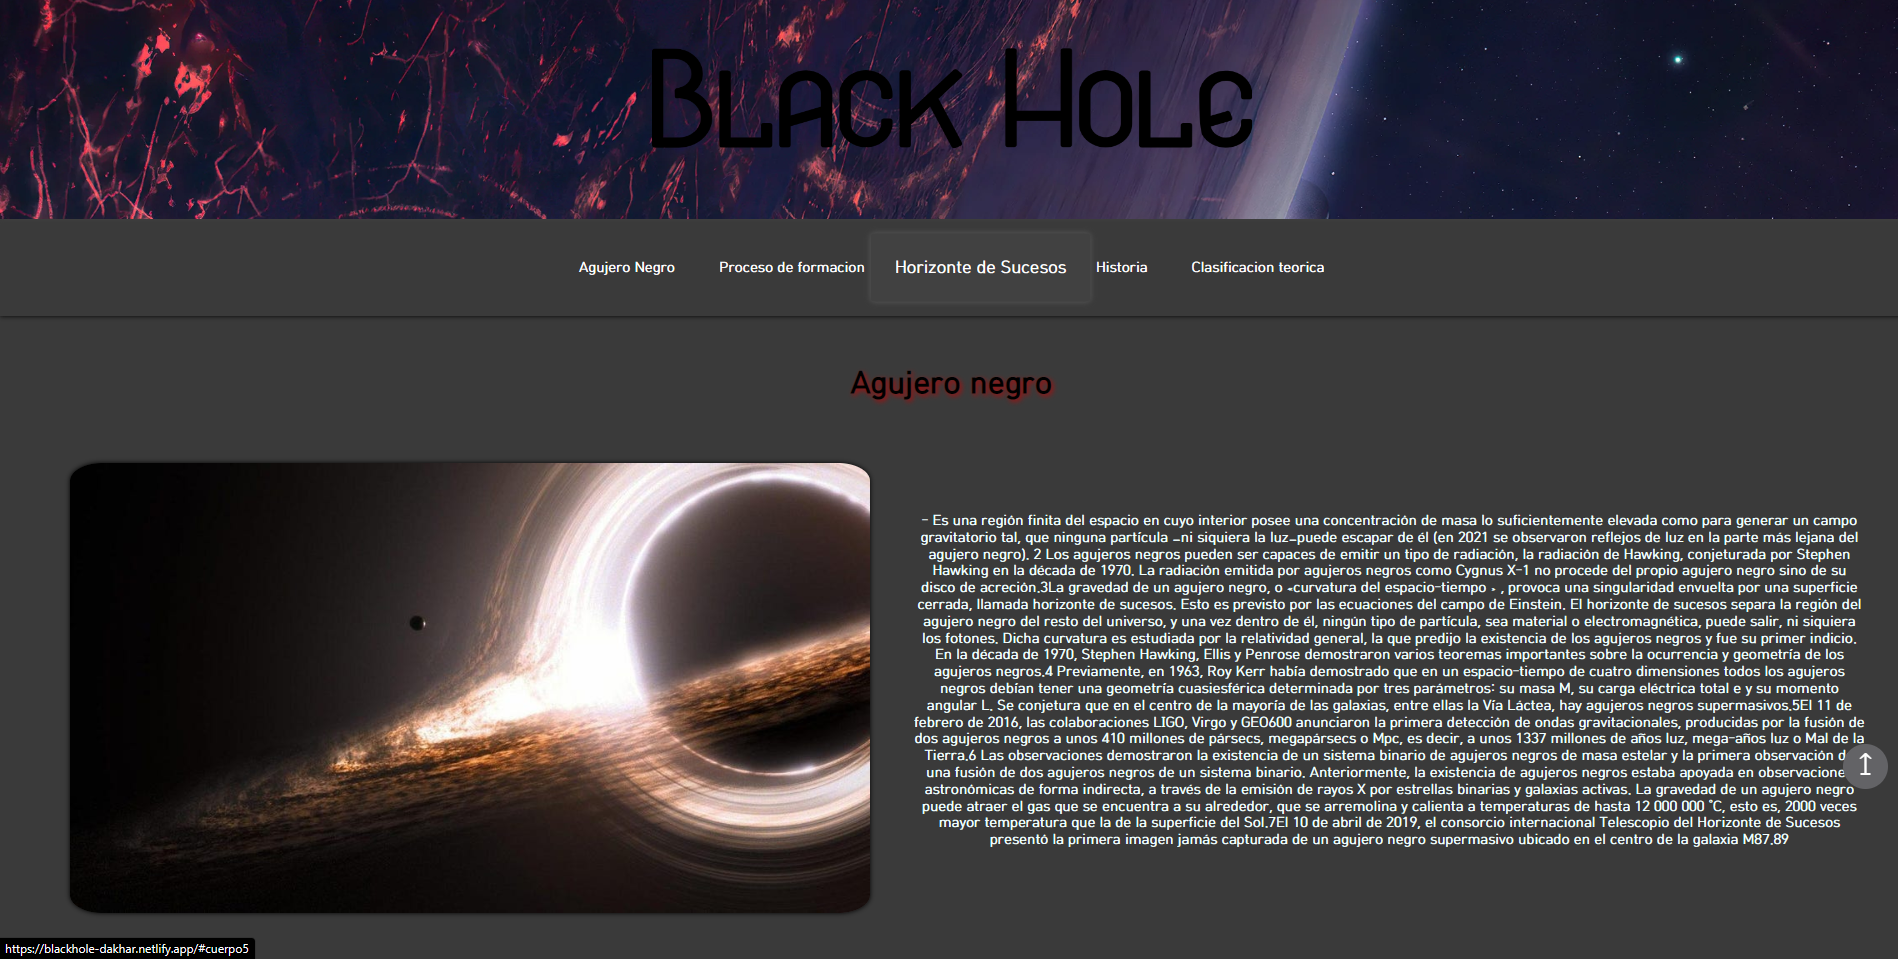 Black Hole
Agujero Negro
Proceso de formacion
Horizonte de Sucesos
Historia
Clasificacion teorica
Agujero negro
- Es una región finita del espacio en cuyo interior posee una concentración de masa lo suficientemente elevada como para generar un campo
gravitatorio tal, que ninguna partícula –ni siquiera la luz–puede escapar de él (en 2021 se observaron reflejos de luz en la parte más lejana del
agujero negro). 2 Los agujeros negros pueden ser capaces de emitir un tipo de radiación, la radiación de Hawking, conjeturada por Stephen
Hawking en la década de 1970. La radiación emitida por agujeros negros como Cygnus X-1 no procede del propio agujero negro sino de su
disco de acreción.3La gravedad de un agujero negro, o «curvatura del espacio-tiempo » , provoca una singularidad envuelta por una superficie
cerrada, llamada horizonte de sucesos. Esto es previsto por las ecuaciones del campo de Einstein. El horizonte de sucesos separa la región del
agujero negro del resto del universo, y una vez dentro de él, ningún tipo de partícula, sea material o electromagnética, puede salir, ni siquiera
los fotones. Dicha curvatura es estudiada por la relatividad general, la que predijo la existencia de los agujeros negros y fue su primer indicio.
En la década de 1970, Stephen Hawking, Ellis y Penrose demostraron varios teoremas importantes sobre la ocurrencia y geometría de los
agujeros negros.4 Previamente, en 1963, Roy Kerr había demostrado que en un espacio-tiempo de cuatro dimensiones todos los agujeros
negros debían tener una geometría cuasiesférica determinada por tres parámetros: su masa M, su carga eléctrica total e y su momento
angular L. Se conjetura que en el centro de la mayoría de las galaxias, entre ellas la Vía Láctea, hay agujeros negros supermasivos.5El 11 de
febrero de 2016, las colaboraciones LIGO, Virgo y GEO600 anunciaron la primera detección de ondas gravitacionales, producidas por la fusión de
dos agujeros negros a unos 410 millones de pársecs, megapársecs o Mpc, es decir, a unos 1337 millones de años luz, mega-años luz o Mal de la
Tierra.6 Las observaciones demostraron la existencia de un sistema binario de agujeros negros de masa estelar y la primera observación
una fusión de dos agujeros negros de un sistema binario. Anteriormente, la existencia de agujeros negros estaba apoyada en observacione
astronómicas de forma indirecta, a través de la emisión de rayos X por estrellas binarias y galaxias activas. La gravedad de un agujero negro
puede atraer el gas que se encuentra a su alrededor, que se arremolina y calienta a temperaturas de hasta 12 000 000 °C, esto es, 2000 veces
mayor temperatura que la de la superficie del Sol.7El 10 de abril de 2019, el consorcio internacional Telescopio del Horizonte de Sucesos
presentó la primera imagen jamás capturada de un agujero negro supermasivo ubicado en el centro de la galaxia M87.89
https://blackhole-dakhar.netlify.app/#cuerpo5